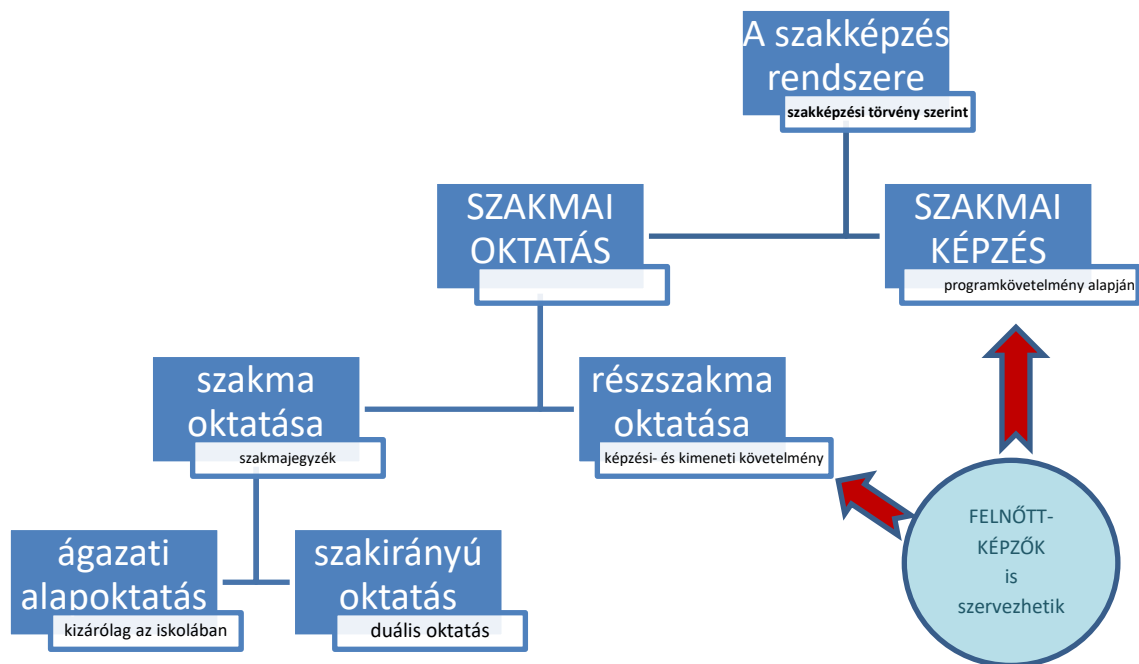 A szakképzés
rendszere
szakképzési törvény szerint
SZAKMAI
OKTATÁS
SZAKMAI
KÉPZÉS
programkövetelmény alapján
szakma
oktatása
szakmajegyzék
részszakma
oktatása
képzési- és kimeneti követelmény
ágazati
alapoktatás
kizárólag az iskolában
szakirányú
oktatás
duális oktatás
FELNŐTT-
KÉPZŐK
is
szervezhetik